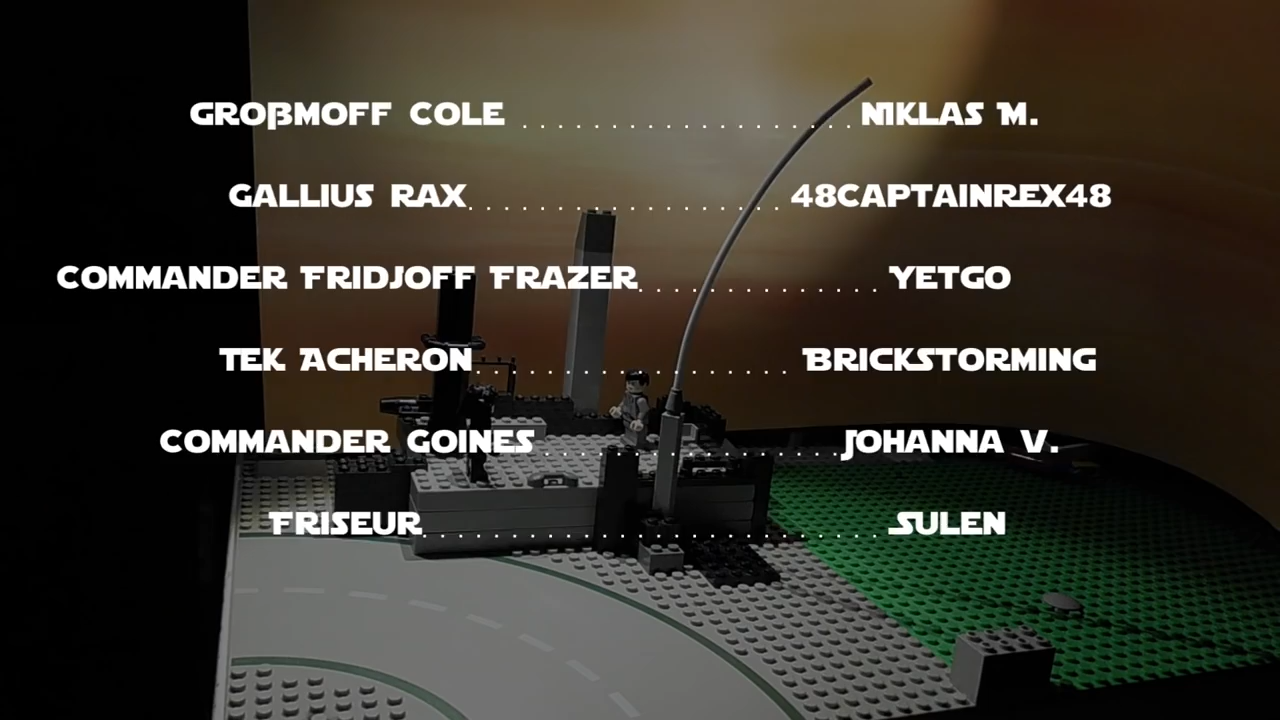 Großmoff Cole . . . . . . . . . . . . . . . . . . . Niklas M.
Gallius Rax. . . . . . . . . . . . . . . . . . 48CaptainRex48
Commander Fridjoff Frazer. . . . . . . . . . . . . . Yetgo
Tek Acheron. . . . . . . . . . . . . . . . . . Brickstorming
Commander Goines . . . . . . . . . . . . . . . . . Johanna V.
Friseur. . . . . . . . . . . . . . . . . . . . . . . . . . Sulen